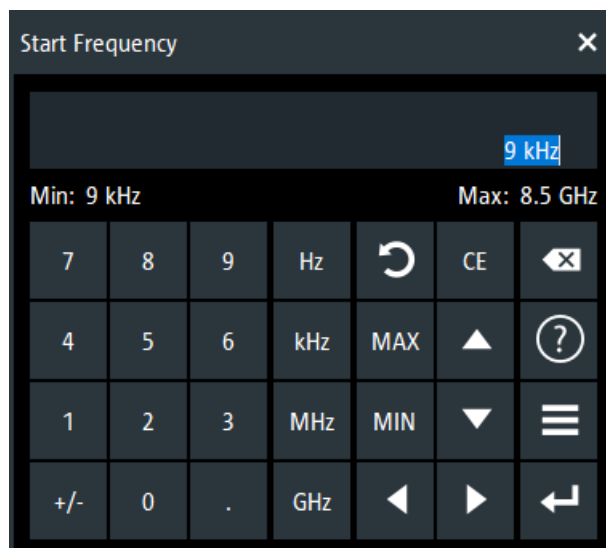 Start Frequency
9 kHz
Min: 9 kHz Max: 8.5 GHz
7 8 9 Hz CE
4 5 6 kHz MAX ?
1 2 3 MHz MIN
+/- 0 . GHz